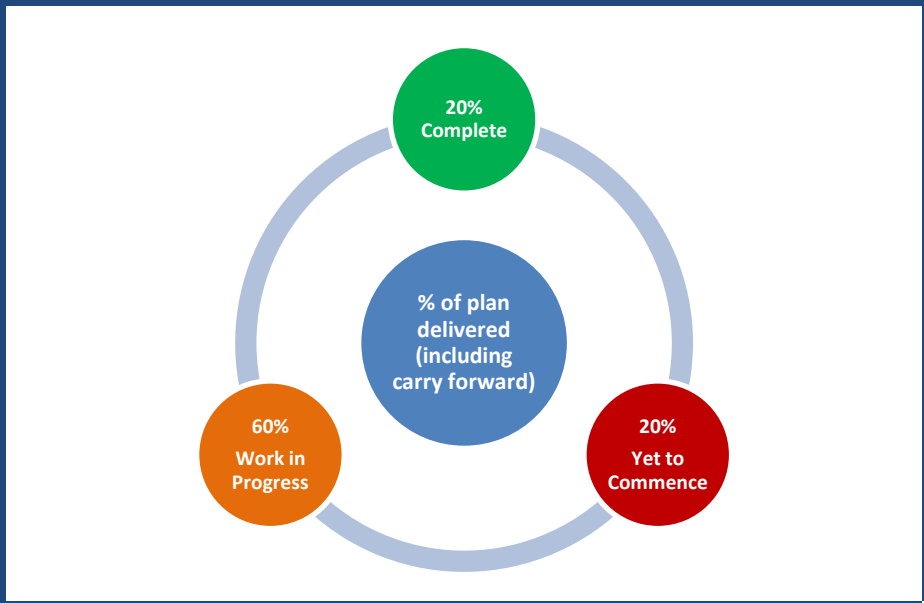 20%
Complete
% of plan
delivered
(including
carry forward)
60%
Work in
Progress
20%
Yet to
Commence